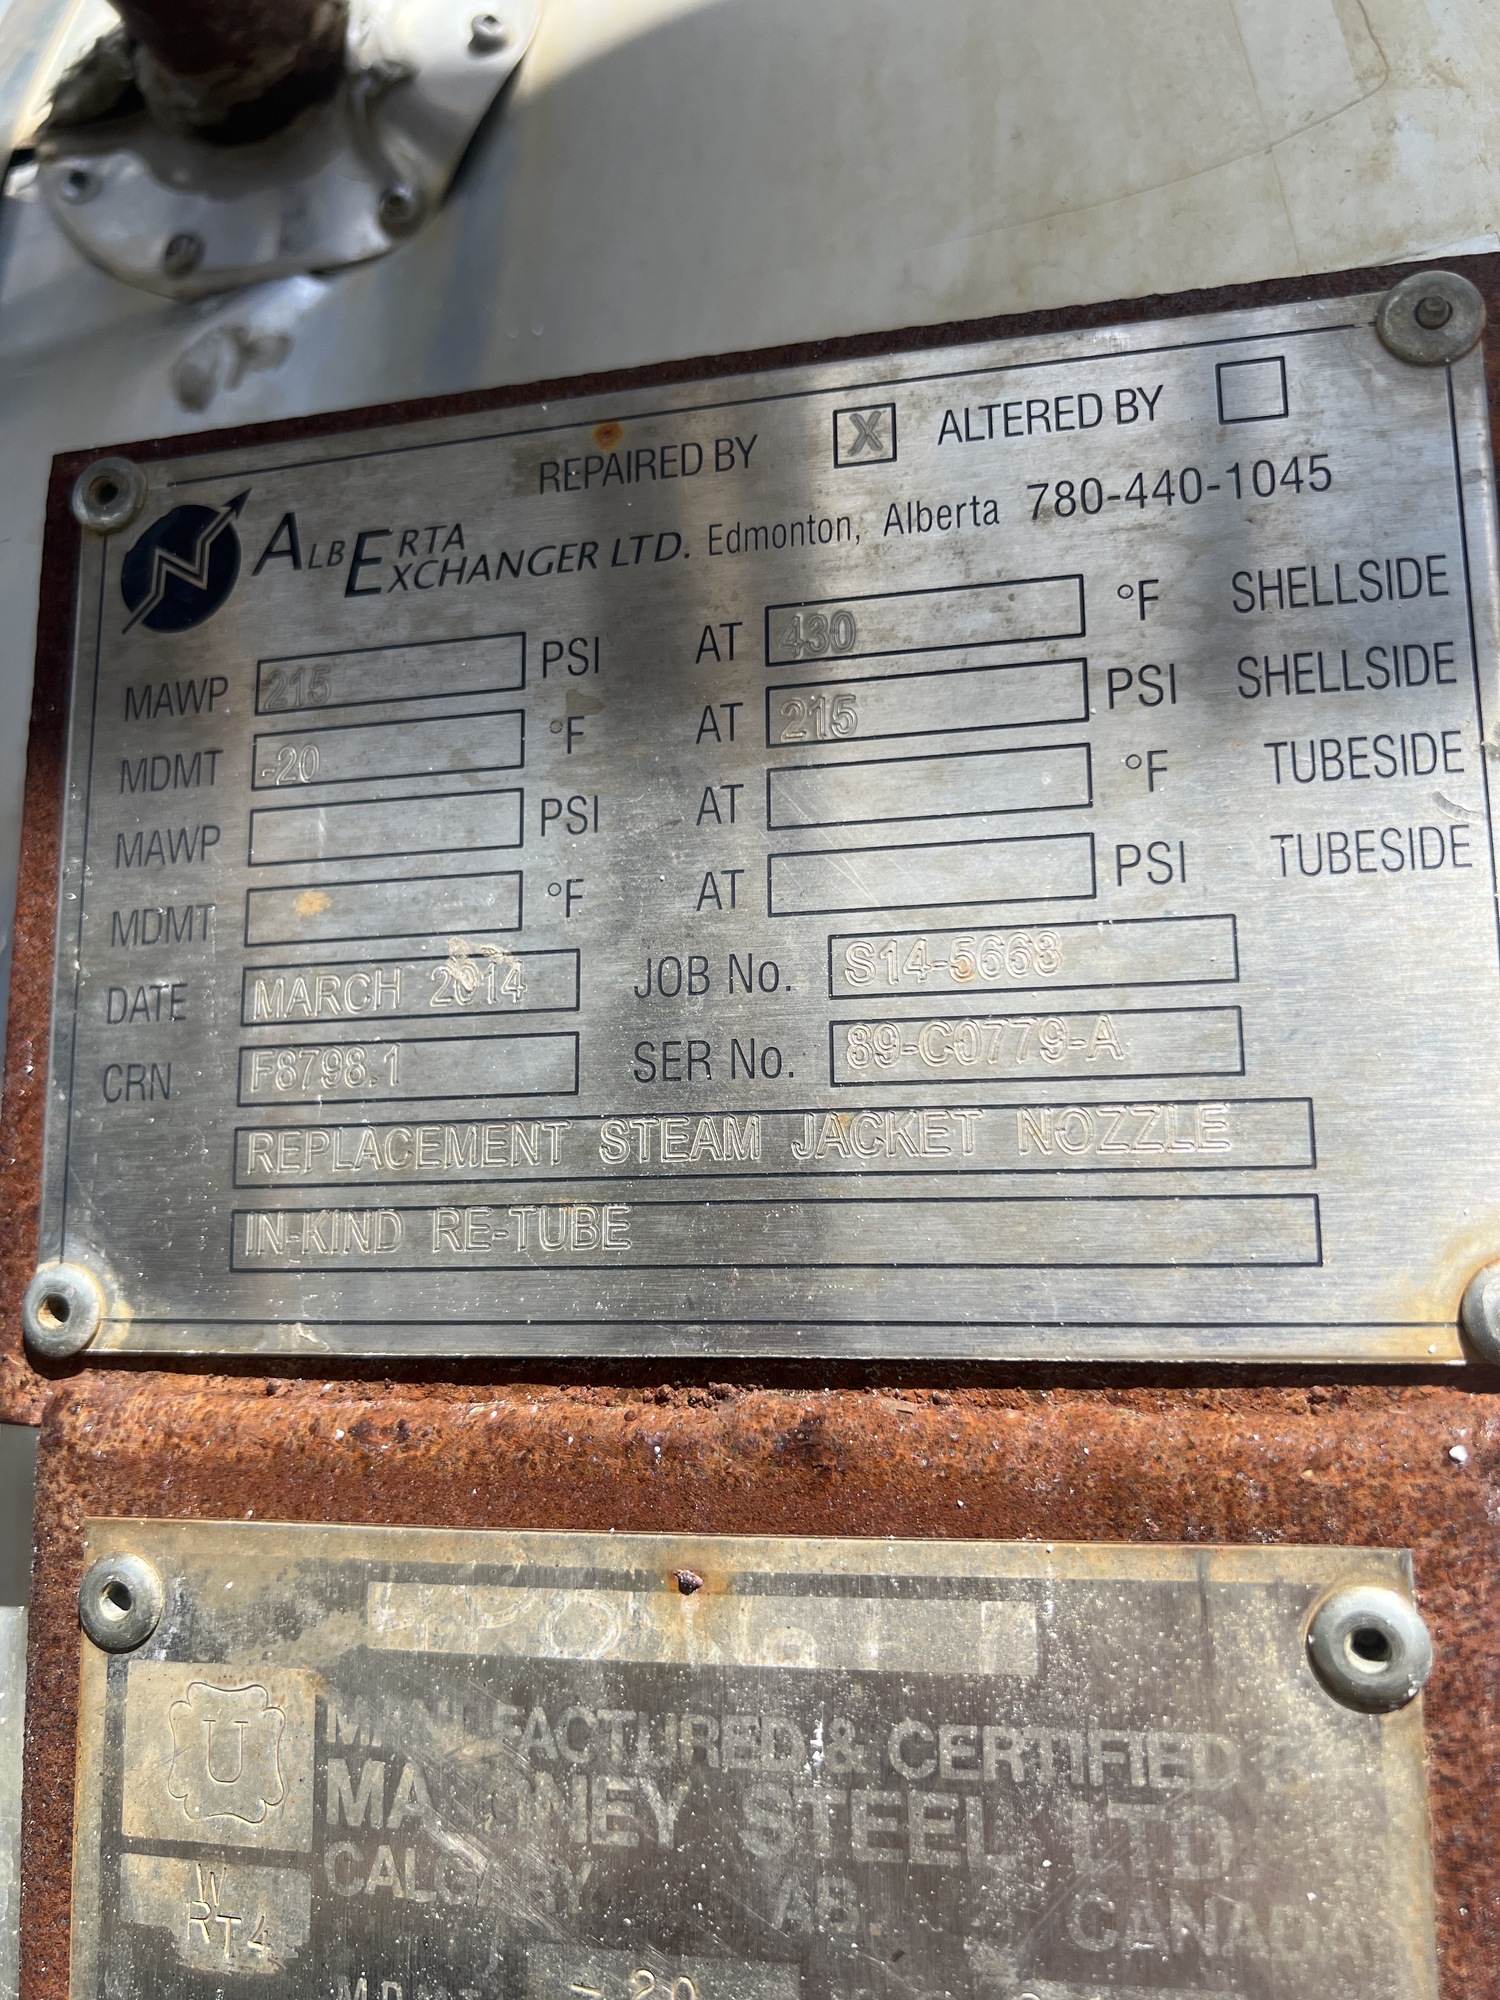 REPAIRED BY X ALTERED BY
ALBERTA EXCHANGER LTD. Edmonton, Alberta 780-440-1045
MAWP 215 PSI AT 430 °F SHELLSIDE
MDMT -20 °F AT 215 PSI SHELLSIDE
MAWP PSI AT °F TUBESIDE
MDMT °F AT PSI TUBESIDE
DATE MARCH 2014 JOB No. S14-5663
CRN F8798.1 SER No. 89-C0779-A
REPLACEMENT STEAM JACKET NOZZLE
IN-KIND RE-TUBE
U
MANUFACTURED & CERTIFIED
MALONEY STEEL LTD.
CALGARY AB. CANADA
W
RT4
-20